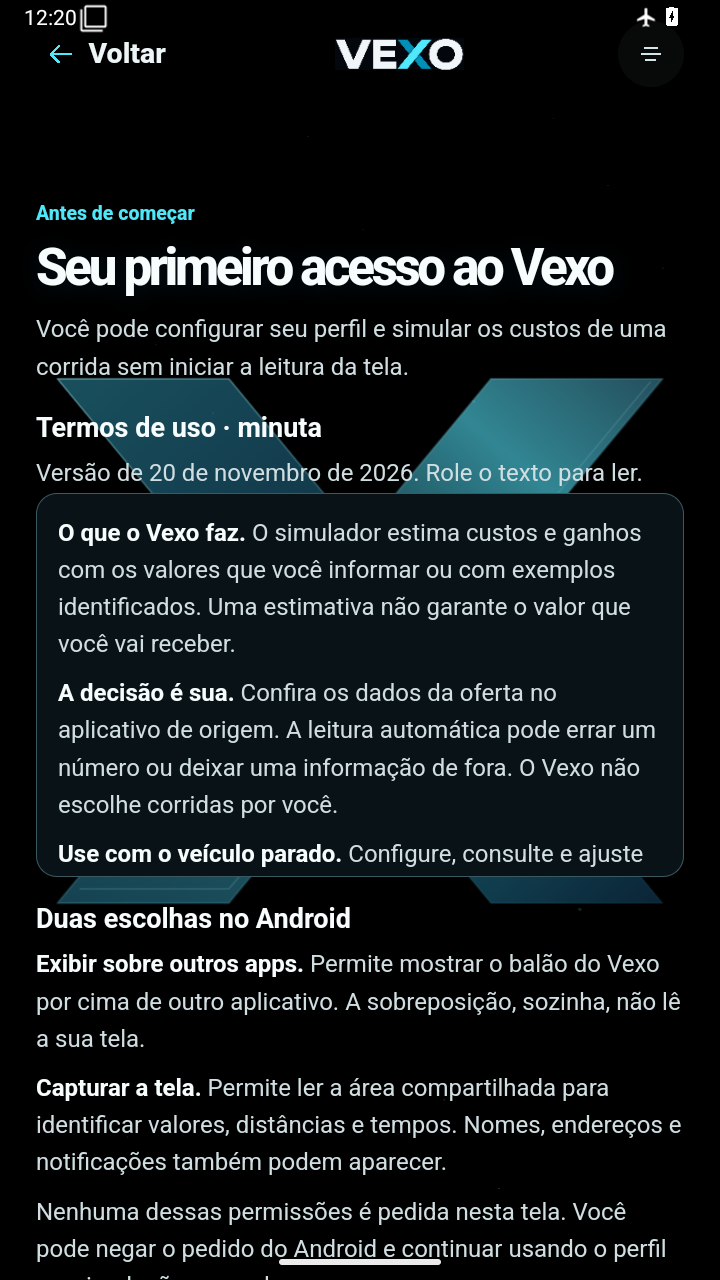 12:20
Voltar
VEXO
Antes de começar
Seu primeiro acesso ao Vexo
Você pode configurar seu perfil e simular os custos de uma
corrida sem iniciar a leitura da tela.
Termos de uso · minuta
Versão de 20 de novembro de 2026. Role o texto para ler.
O que o Vexo faz. O simulador estima custos e ganhos
com os valores que você informar ou com exemplos
identificados. Uma estimativa não garante o valor que
você vai receber.
A decisão é sua. Confira os dados da oferta no
aplicativo de origem. A leitura automática pode errar um
número ou deixar uma informação de fora. O Vexo não
escolhe corridas por você.
Use com o veículo parado. Configure, consulte e ajuste
Duas escolhas no Android
Exibir sobre outros apps. Permite mostrar o balão do Vexo
por cima de outro aplicativo. A sobreposição, sozinha, não lê
a sua tela.
Capturar a tela. Permite ler a área compartilhada para
identificar valores, distâncias e tempos. Nomes, endereços e
notificações também podem aparecer.
Nenhuma dessas permissões é pedida nesta tela. Você
pode negar o pedido do Android e continuar usando o perfil